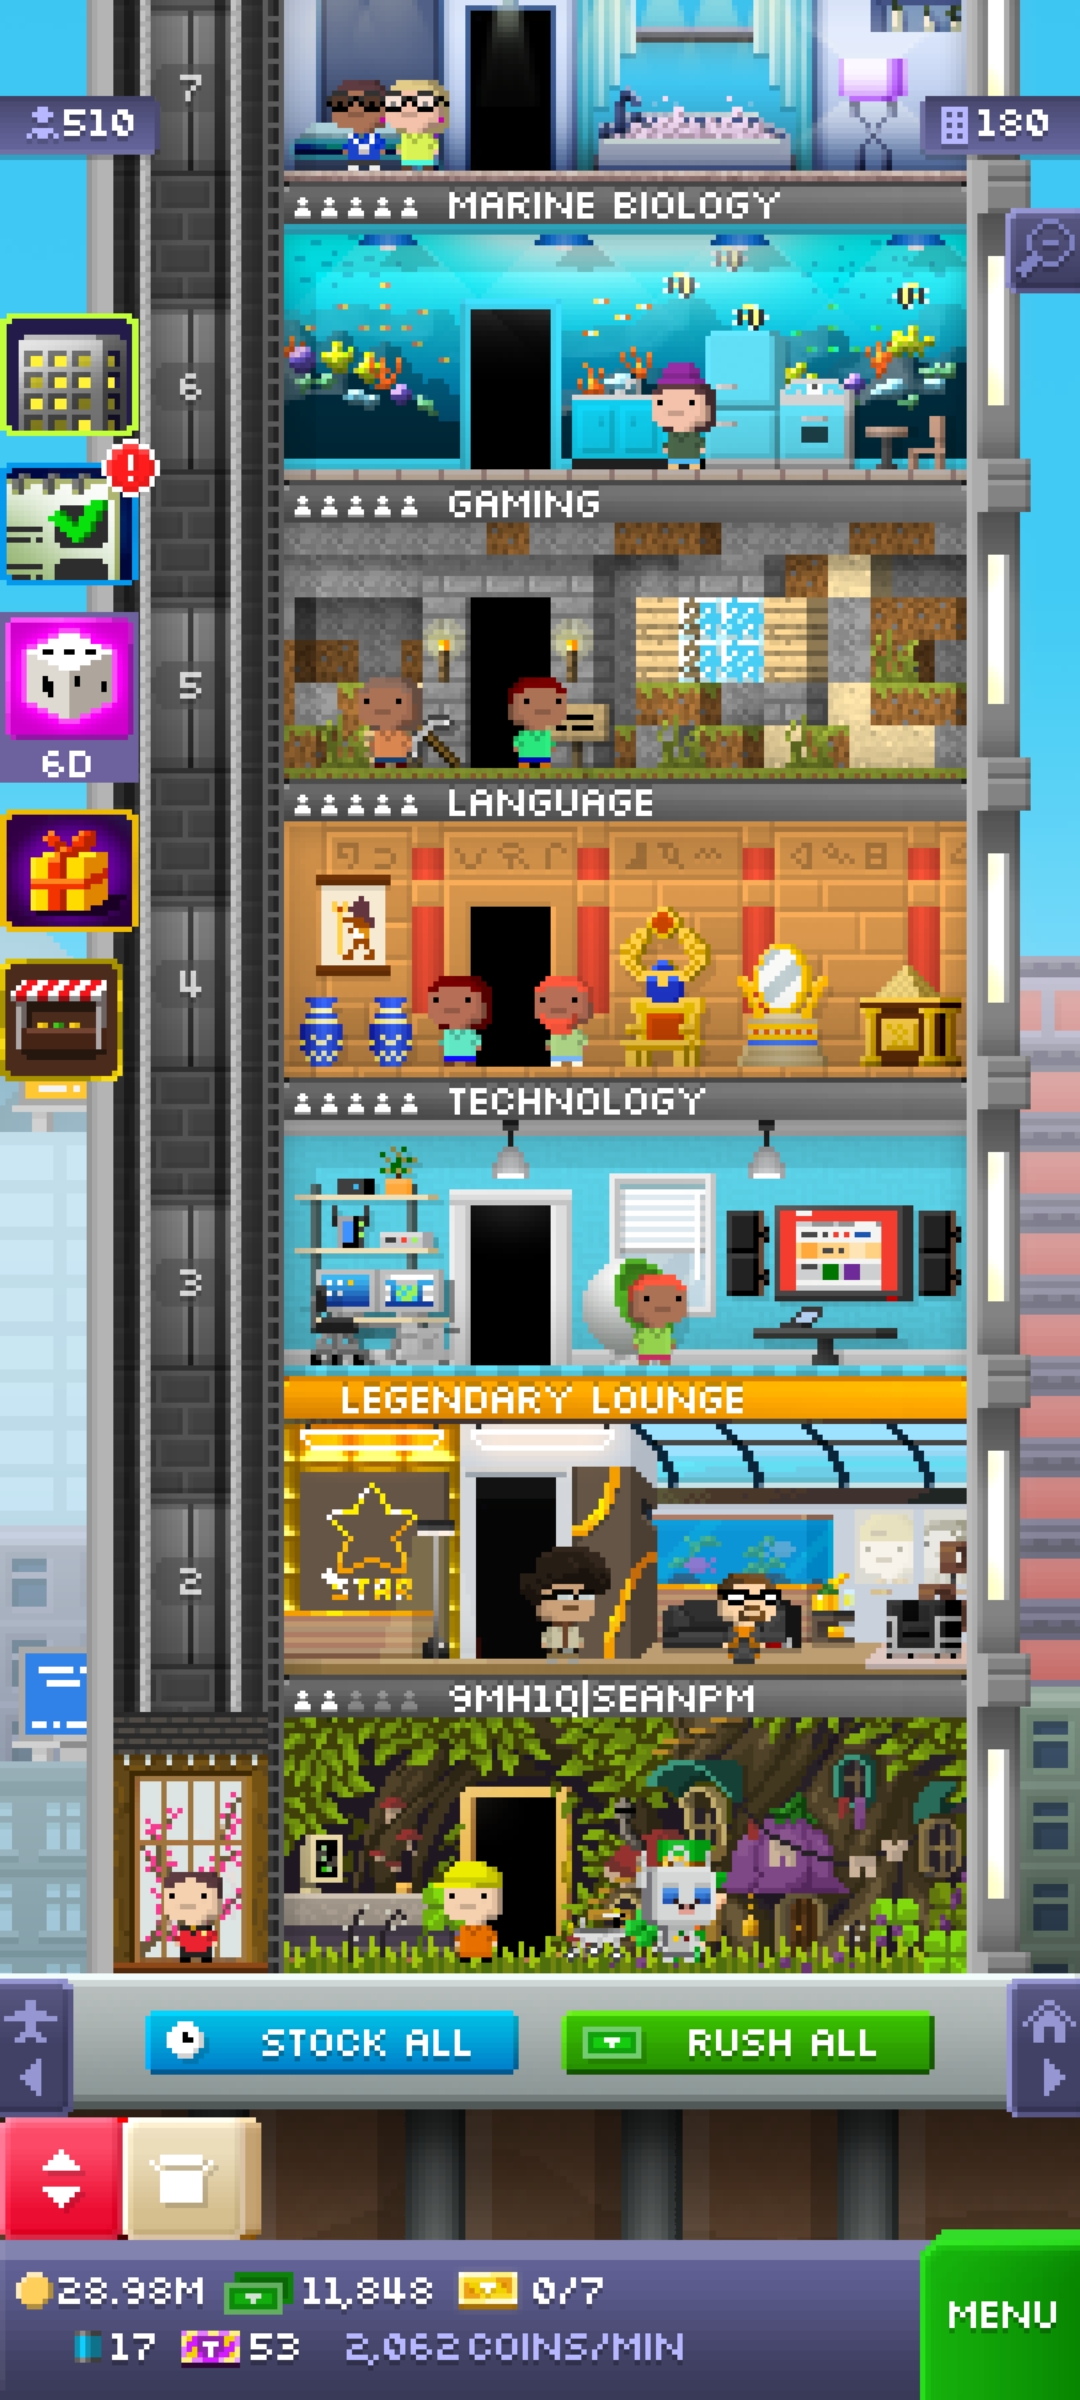 7
510
180
MARINE BIOLOGY
6
GAMING
5
6D
LANGUAGE
4
TECHNOLOGY
3
LEGENDARY LOUNGE
STAR
2
9MH1Q|SEANPM
STOCK ALL
RUSH ALL
28.98M
11,848
0/7
17
53
2,062 COINS/MIN
MENU